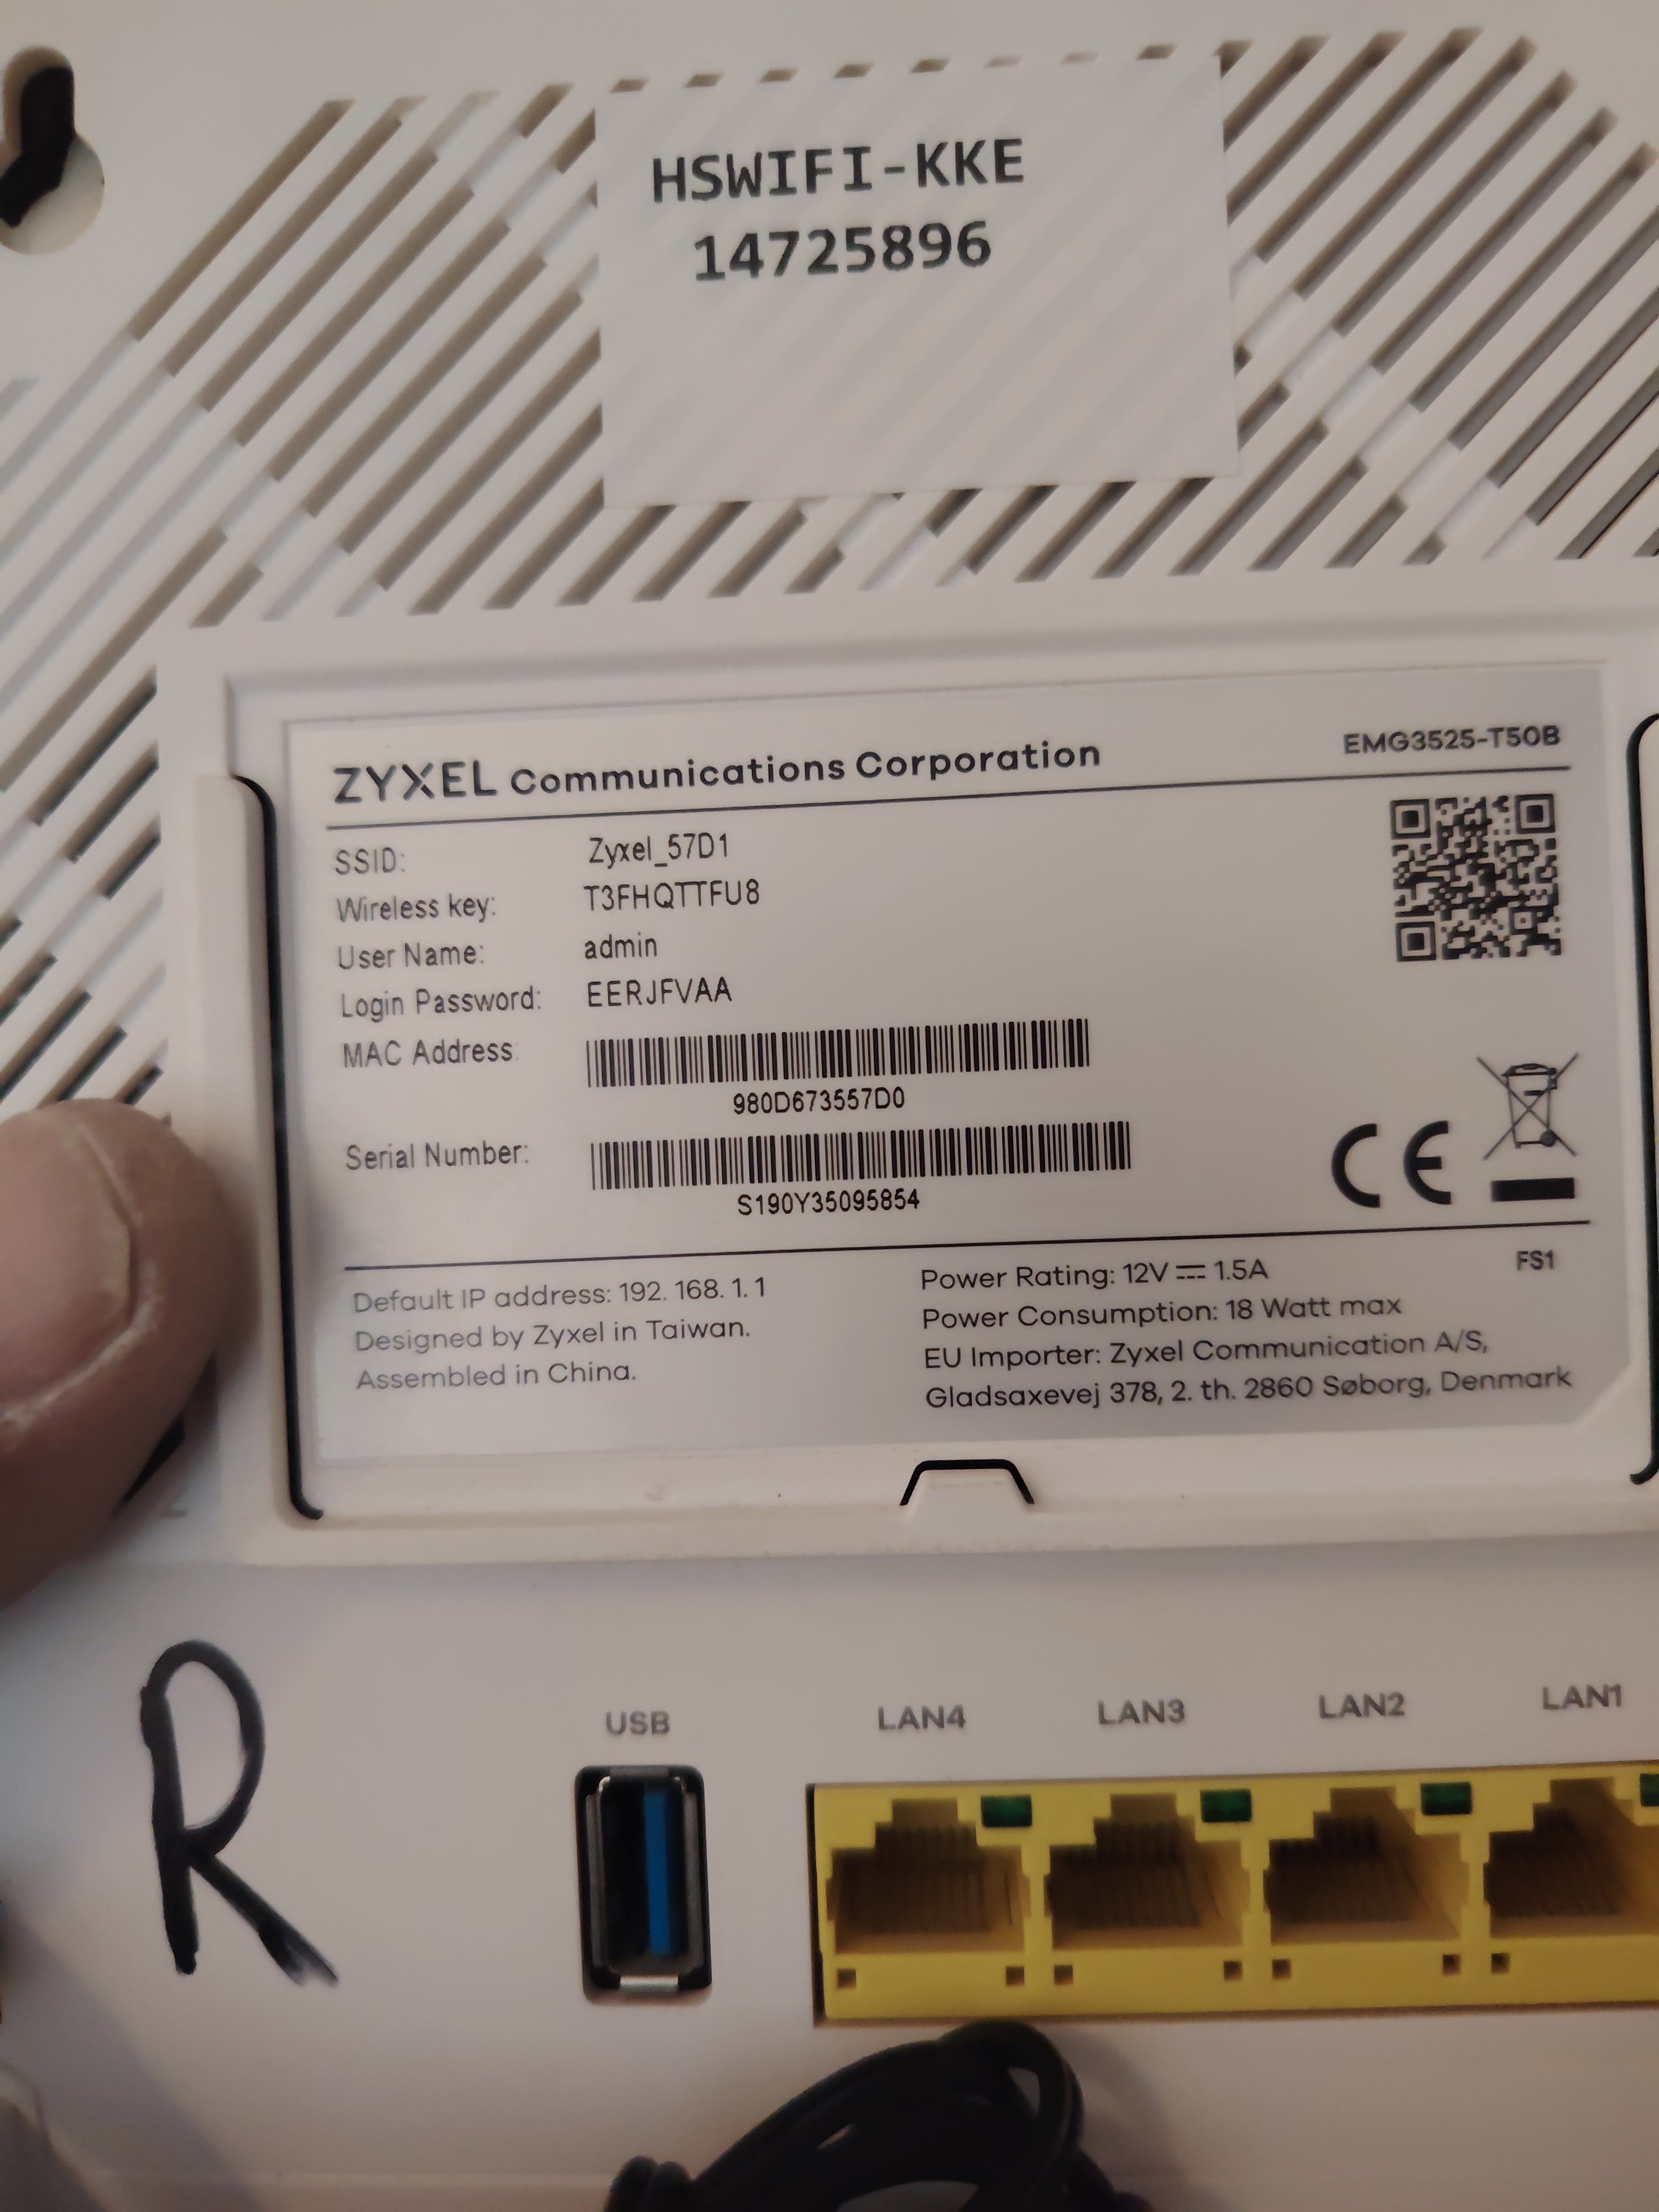 HSWIFI-KKE
14725896
ZYXEL Communications Corporation EMG3525-T50B
SSID: Zyxel_57D1
Wireless key: T3FHQTTFU8
User Name: admin
Login Password: EERJFVAA
MAC Address:
980D673557D0
Serial Number:
S190Y35095854
FS1
Default IP address: 192.168.1.1
Designed by Zyxel in Taiwan.
Assembled in China.
Power Rating: 12V ⎓ 1.5A
Power Consumption: 18 Watt max
EU Importer: Zyxel Communication A/S,
Gladsaxevej 378, 2. th. 2860 Søborg, Denmark
CE
R
USB LAN4 LAN3 LAN2 LAN1